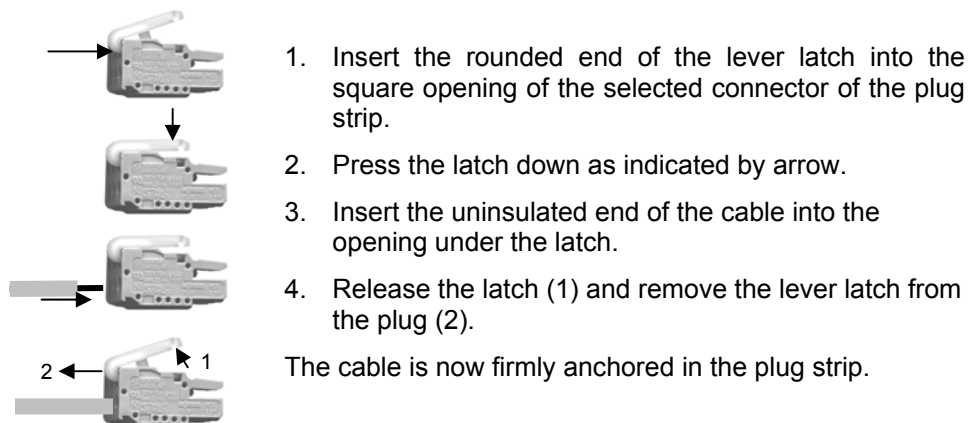 1. Insert the rounded end of the lever latch into the
square opening of the selected connector of the plug
strip.
2. Press the latch down as indicated by arrow.
3. Insert the uninsulated end of the cable into the
opening under the latch.
4. Release the latch (1) and remove the lever latch from
the plug (2).
2 1
The cable is now firmly anchored in the plug strip.